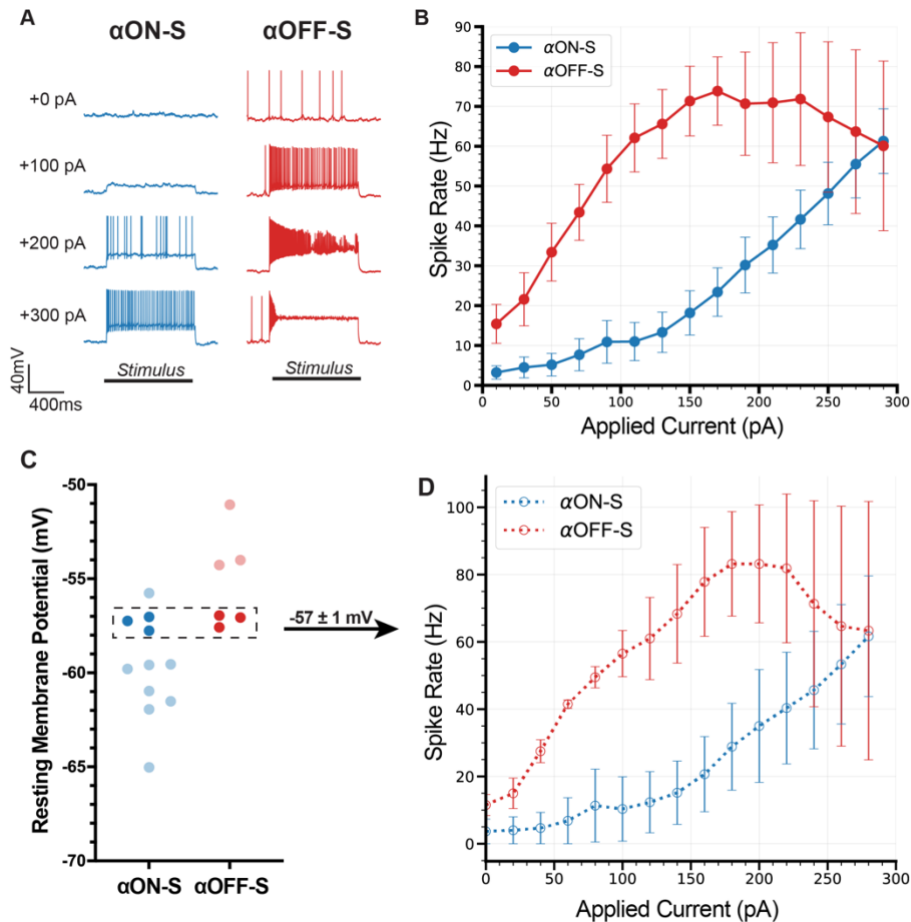 A
αON-S
αOFF-S
+0 pA
+100 pA
+200 pA
+300 pA
40mV
400ms
Stimulus
Stimulus
B
αON-S
αOFF-S
Spike Rate (Hz)
90
80
70
60
50
40
30
20
10
0
0 50 100 150 200 250 300
Applied Current (pA)
C
Resting Membrane Potential (mV)
-50
-55
-60
-65
-70
αON-S αOFF-S
-57 ± 1 mV
D
αON-S
αOFF-S
Spike Rate (Hz)
100
80
60
40
20
0
0 50 100 150 200 250 300
Applied Current (pA)